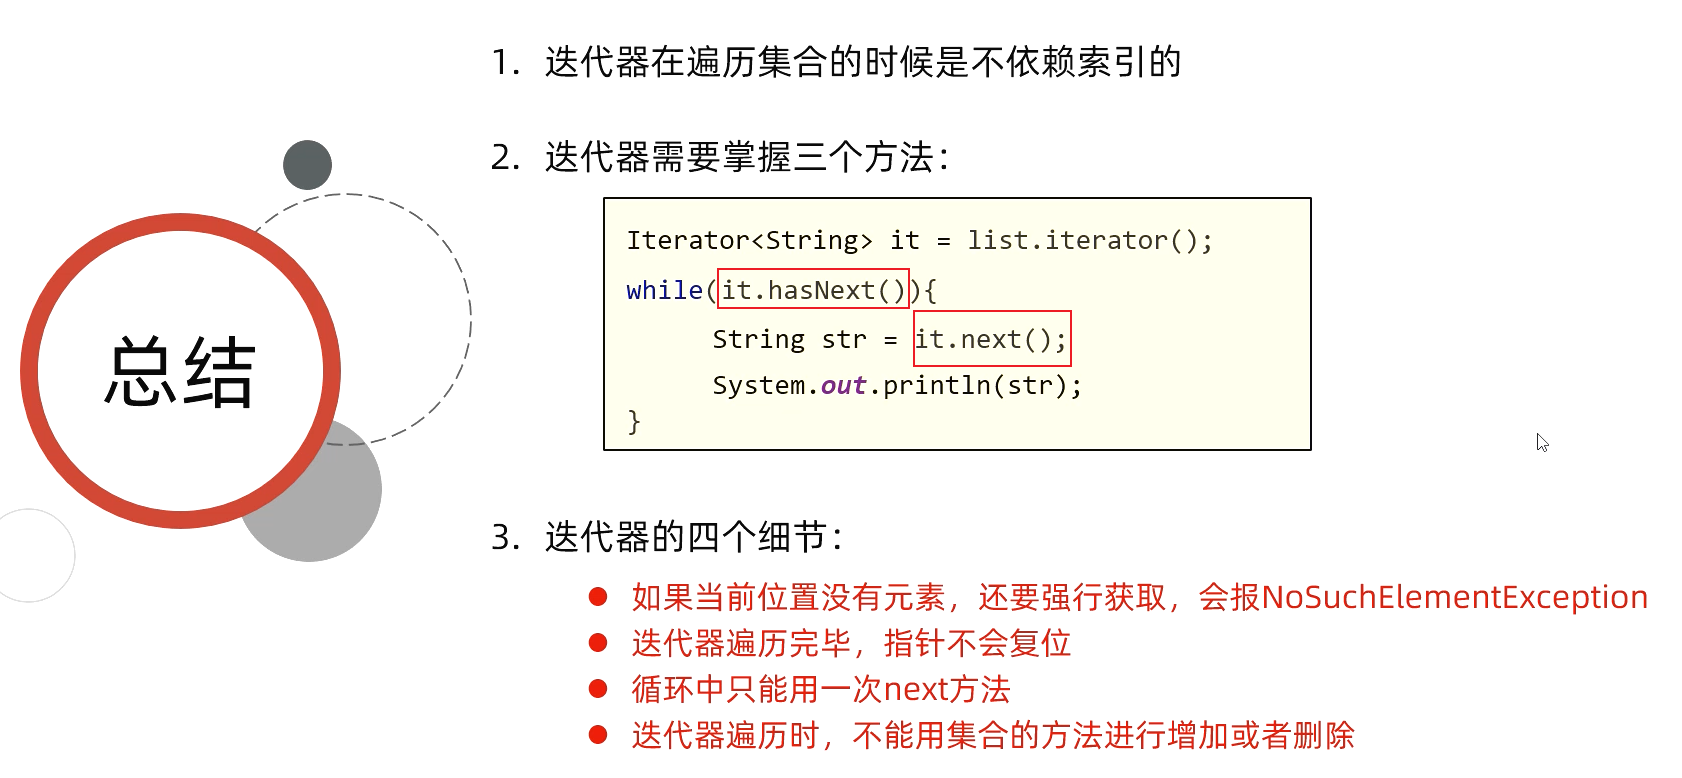 总结
1. 迭代器在遍历集合的时候是不依赖索引的
2. 迭代器需要掌握三个方法：
Iterator<String> it = list.iterator();
while(it.hasNext()){
String str = it.next();
System.out.println(str);
}
3. 迭代器的四个细节：
● 如果当前位置没有元素，还要强行获取，会报NoSuchElementException
● 迭代器遍历完毕，指针不会复位
● 循环中只能用一次next方法
● 迭代器遍历时，不能用集合的方法进行增加或者删除